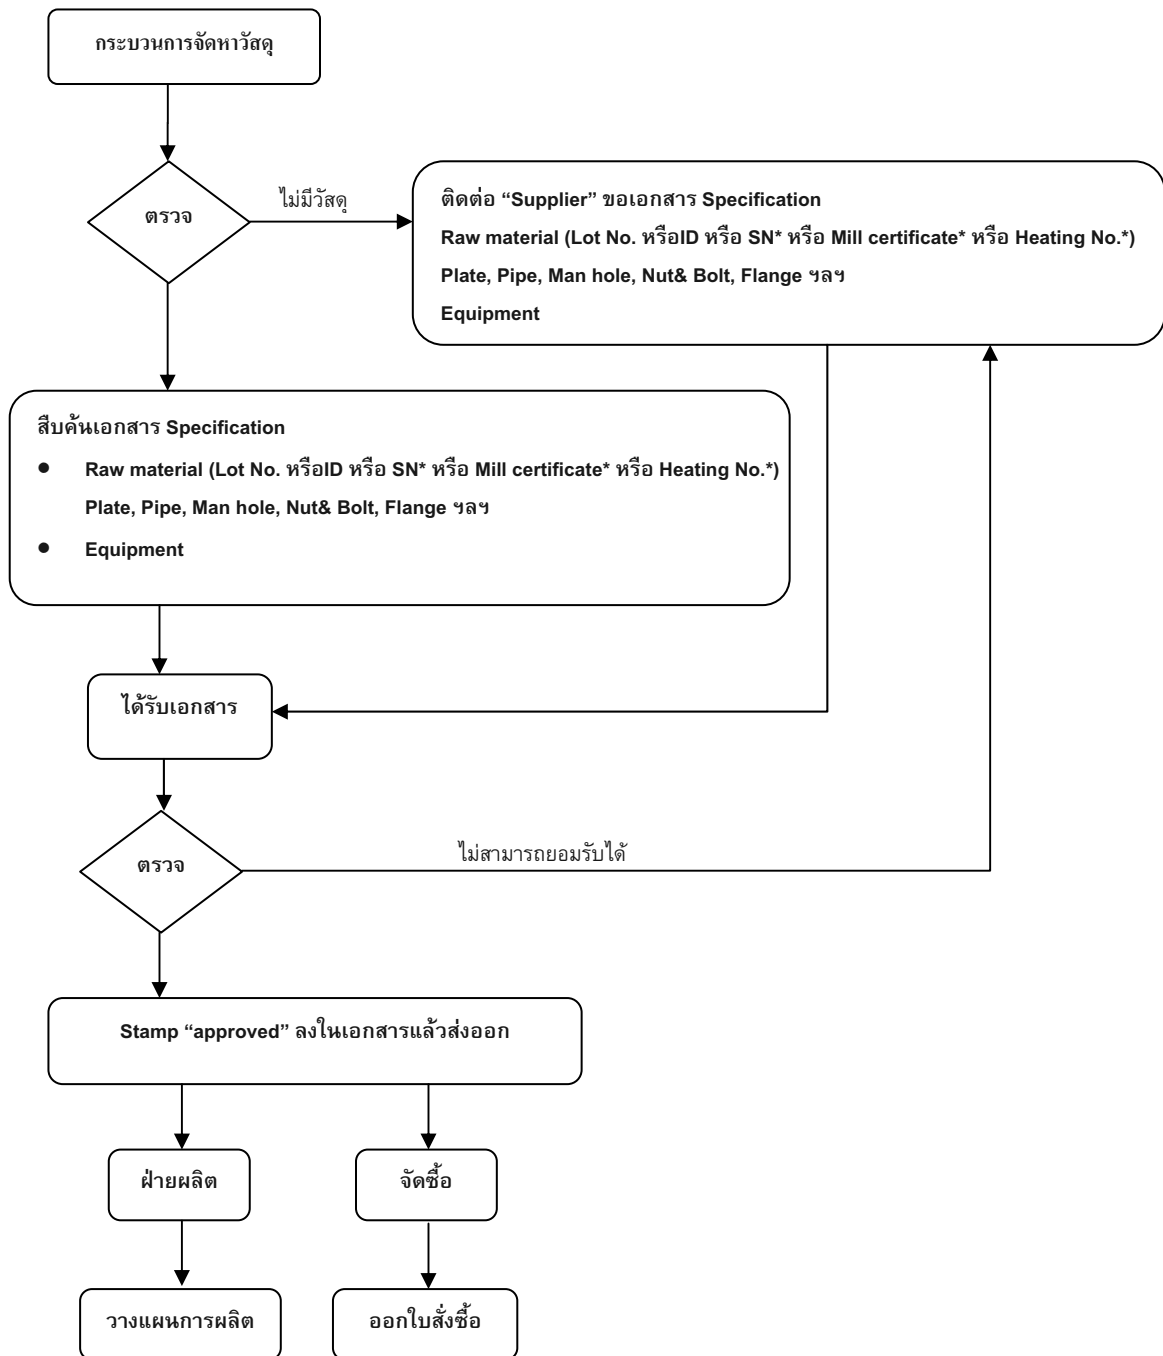 กระบวนการจัดหาวัสดุ
ตรวจ
ไม่มีวัสดุ
ติดต่อ “Supplier” ขอเอกสาร Specification
Raw material (Lot No. หรือID หรือ SN* หรือ Mill certificate* หรือ Heating No.*)
Plate, Pipe, Man hole, Nut& Bolt, Flange ฯลฯ
Equipment
สืบค้นเอกสาร Specification
● Raw material (Lot No. หรือID หรือ SN* หรือ Mill certificate* หรือ Heating No.*)
Plate, Pipe, Man hole, Nut& Bolt, Flange ฯลฯ
● Equipment
ได้รับเอกสาร
ตรวจ
ไม่สามารถยอมรับได้
Stamp “approved” ลงในเอกสารแล้วส่งออก
ฝ่ายผลิต
จัดซื้อ
วางแผนการผลิต
ออกใบสั่งซื้อ